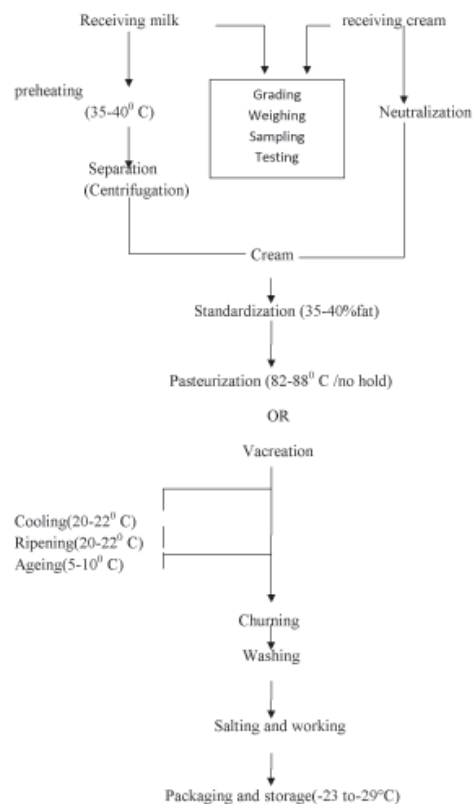 Receiving milk
receiving cream
preheating
(35-40⁰ C)
Grading
Weighing
Sampling
Testing
Neutralization
Separation
(Centrifugation)
Cream
Standardization (35-40%fat)
Pasteurization (82-88⁰ C /no hold)
OR
Vacreation
Cooling(20-22⁰ C)
Ripening(20-22⁰ C)
Ageing(5-10⁰ C)
Churning
Washing
Salting and working
Packaging and storage(-23 to-29°C)